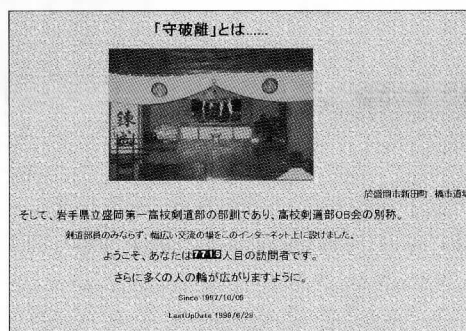 「守破離」とは……
錬
於盛岡市新田町 橋市道場
そして、岩手県立盛岡第一高校剣道部の部訓であり、高校剣道部OB会の別称。
剣道部員のみならず、幅広い交流の場をこのインターネット上に設けました。
ようこそ、あなたは7716人目の訪問者です。
さらに多くの人の輪が広がりますように。
Since 1997/10/09
LastUpDate 1998/6/28